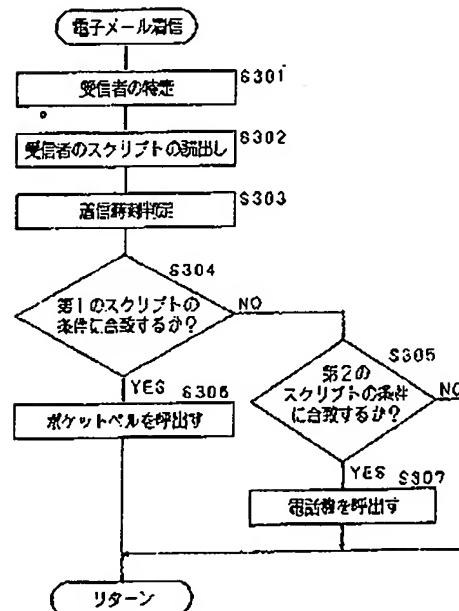 電子メール着信
受信者の特定
S301
受信者のスクリプトの読出し
S302
着信時刻判定
S303
S304
第1のスクリプトの
条件に合致するか?
NO
S305
第2の
スクリプトの条件
に合致するか?
NO
YES
S306
ポケットベルを呼出す
YES
S307
電話機を呼出す
リターン